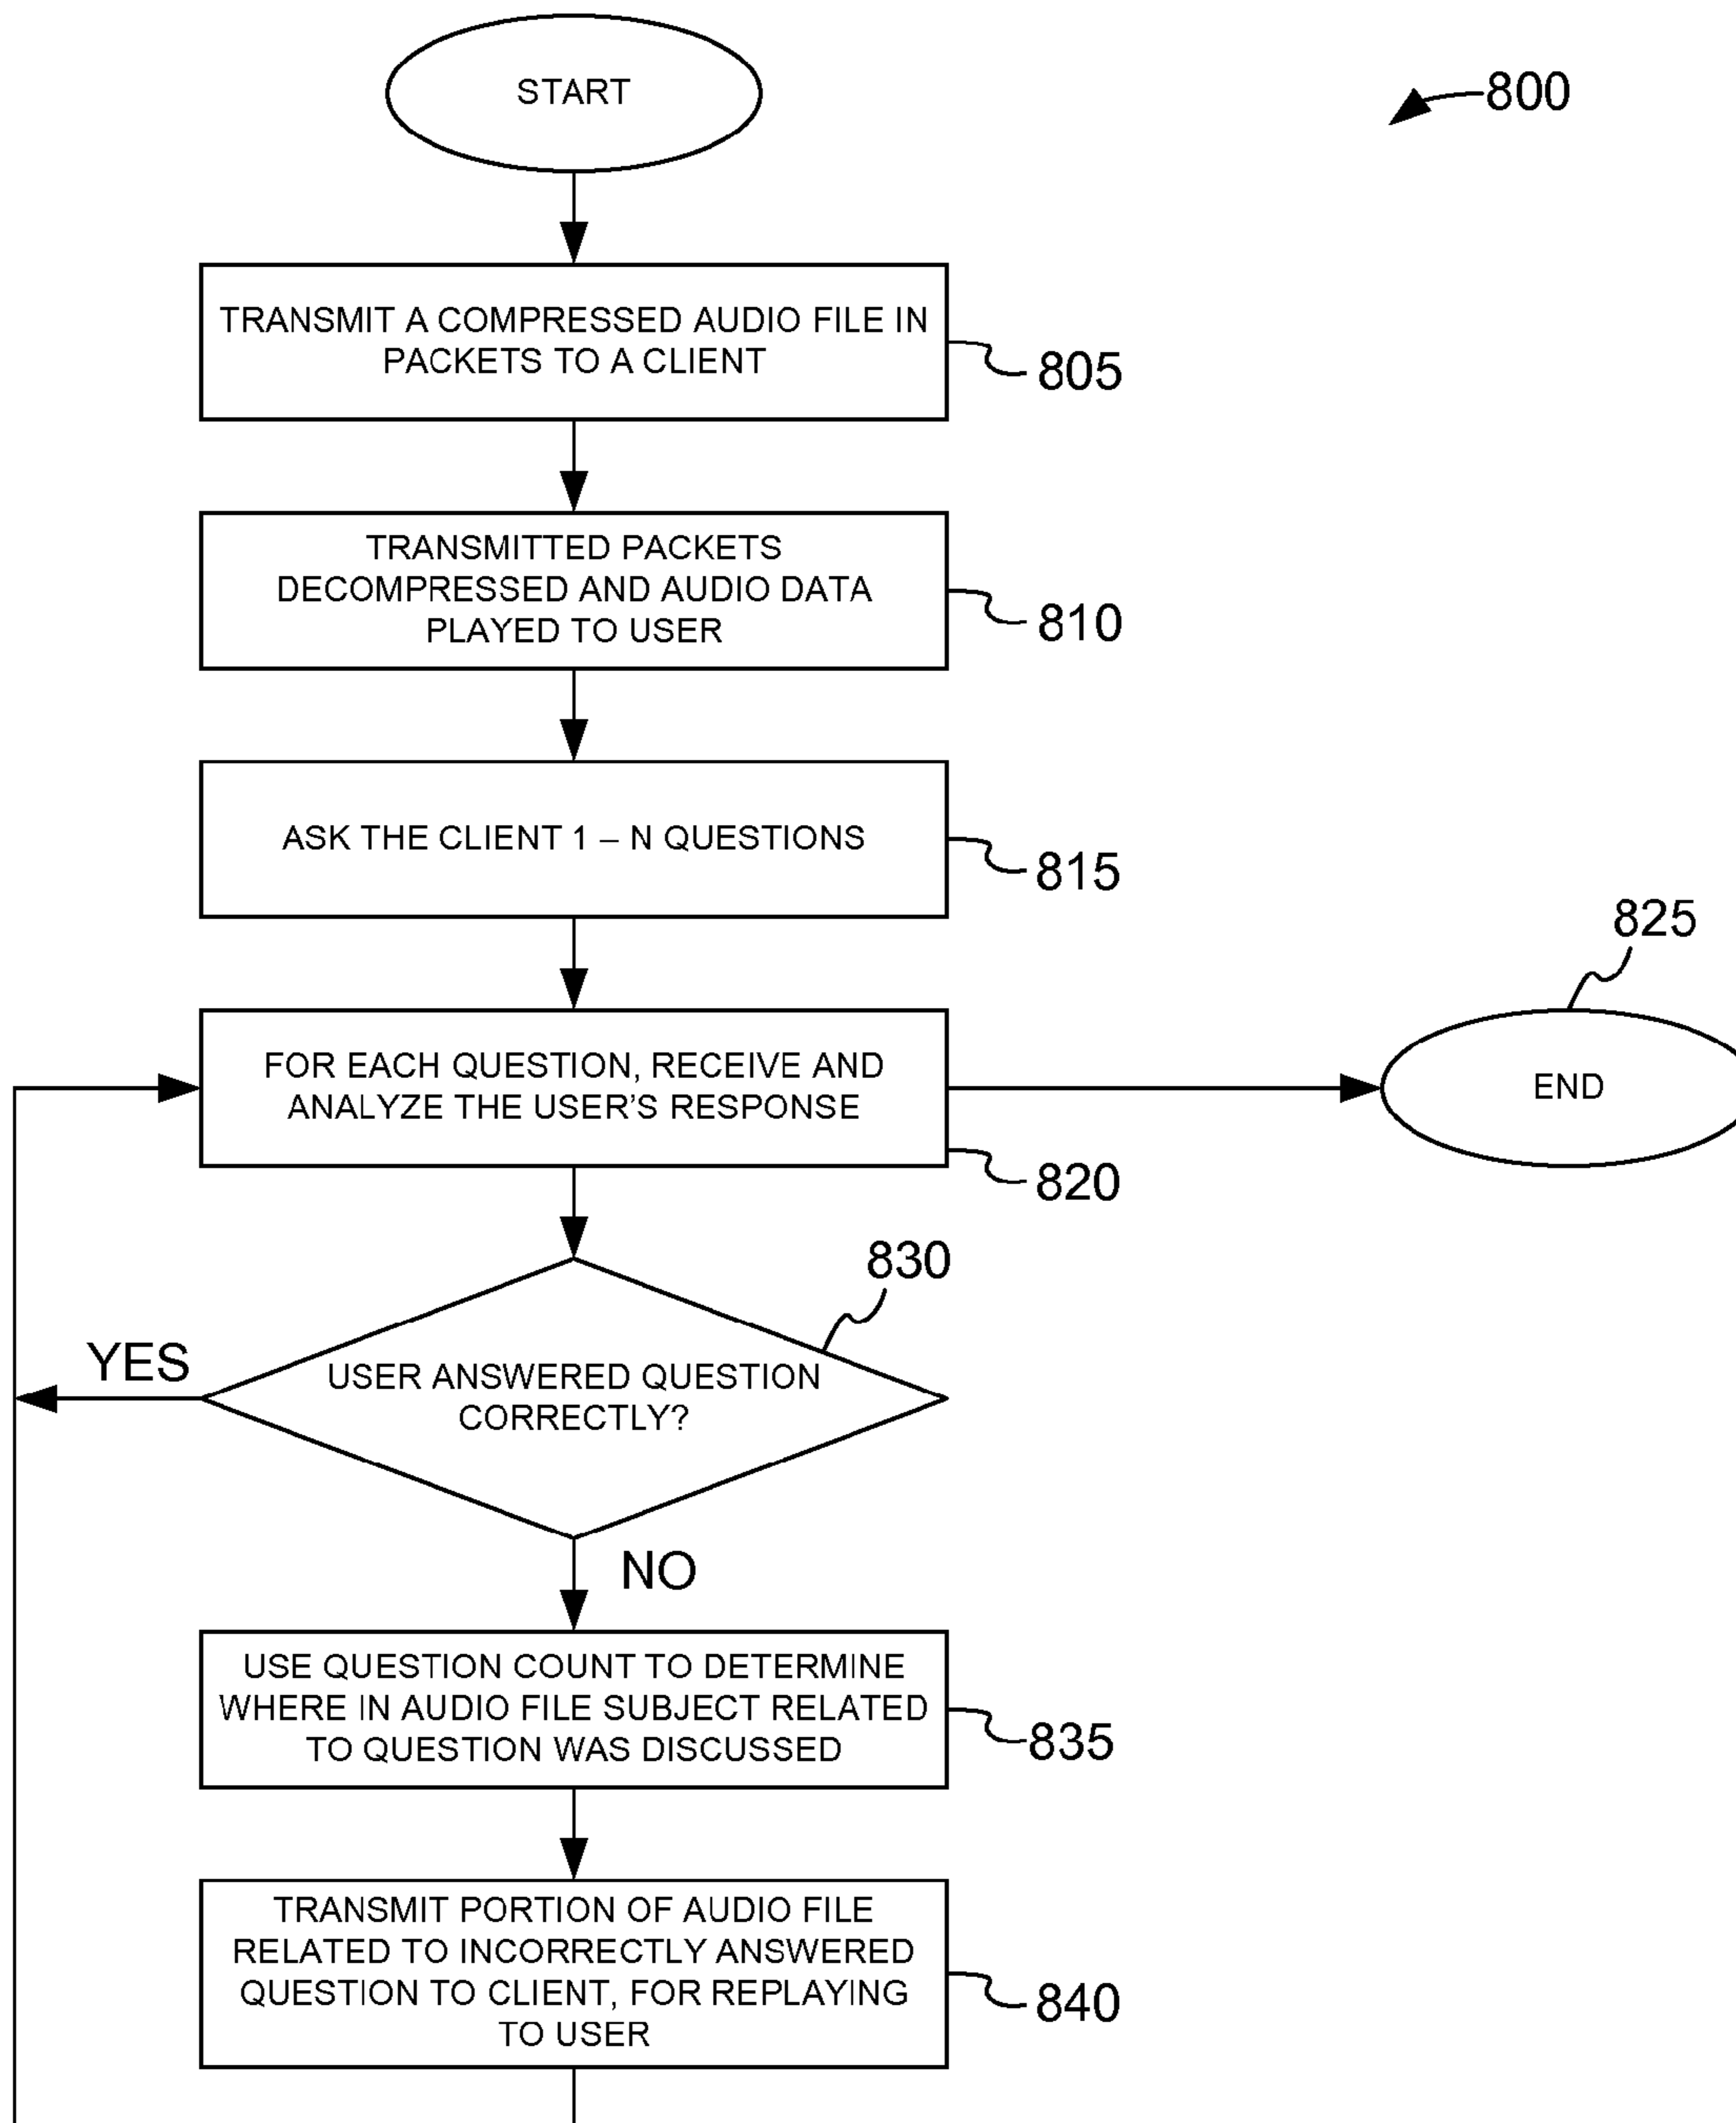 START
800
TRANSMIT A COMPRESSED AUDIO FILE IN
PACKETS TO A CLIENT
805
TRANSMITTED PACKETS
DECOMPRESSED AND AUDIO DATA
PLAYED TO USER
810
ASK THE CLIENT 1 – N QUESTIONS
815
825
FOR EACH QUESTION, RECEIVE AND
ANALYZE THE USER'S RESPONSE
END
820
830
YES
USER ANSWERED QUESTION
CORRECTLY?
NO
USE QUESTION COUNT TO DETERMINE
WHERE IN AUDIO FILE SUBJECT RELATED
TO QUESTION WAS DISCUSSED
835
TRANSMIT PORTION OF AUDIO FILE
RELATED TO INCORRECTLY ANSWERED
QUESTION TO CLIENT, FOR REPLAYING
TO USER
840